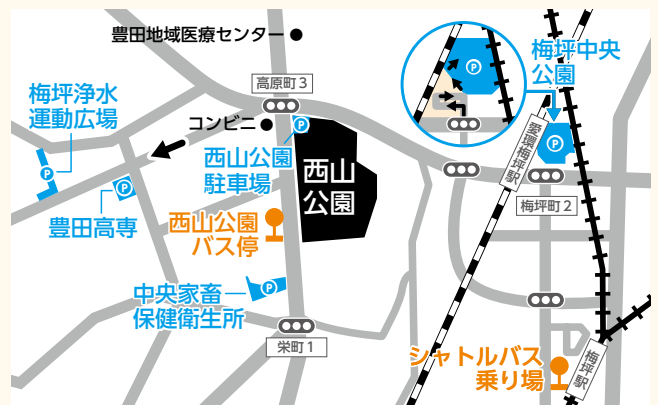 豊田地域医療センター
梅坪中央
公園
P
高原町 3
梅坪浄水
運動広場
コンビニ
P
西山公園
駐車場
西山
公園
愛環梅坪駅
P
P
P
豊田高専
西山公園
バス停
梅坪町 2
中央家畜
保健衛生所
P
栄町 1
シャトルバス
乗り場
梅坪駅